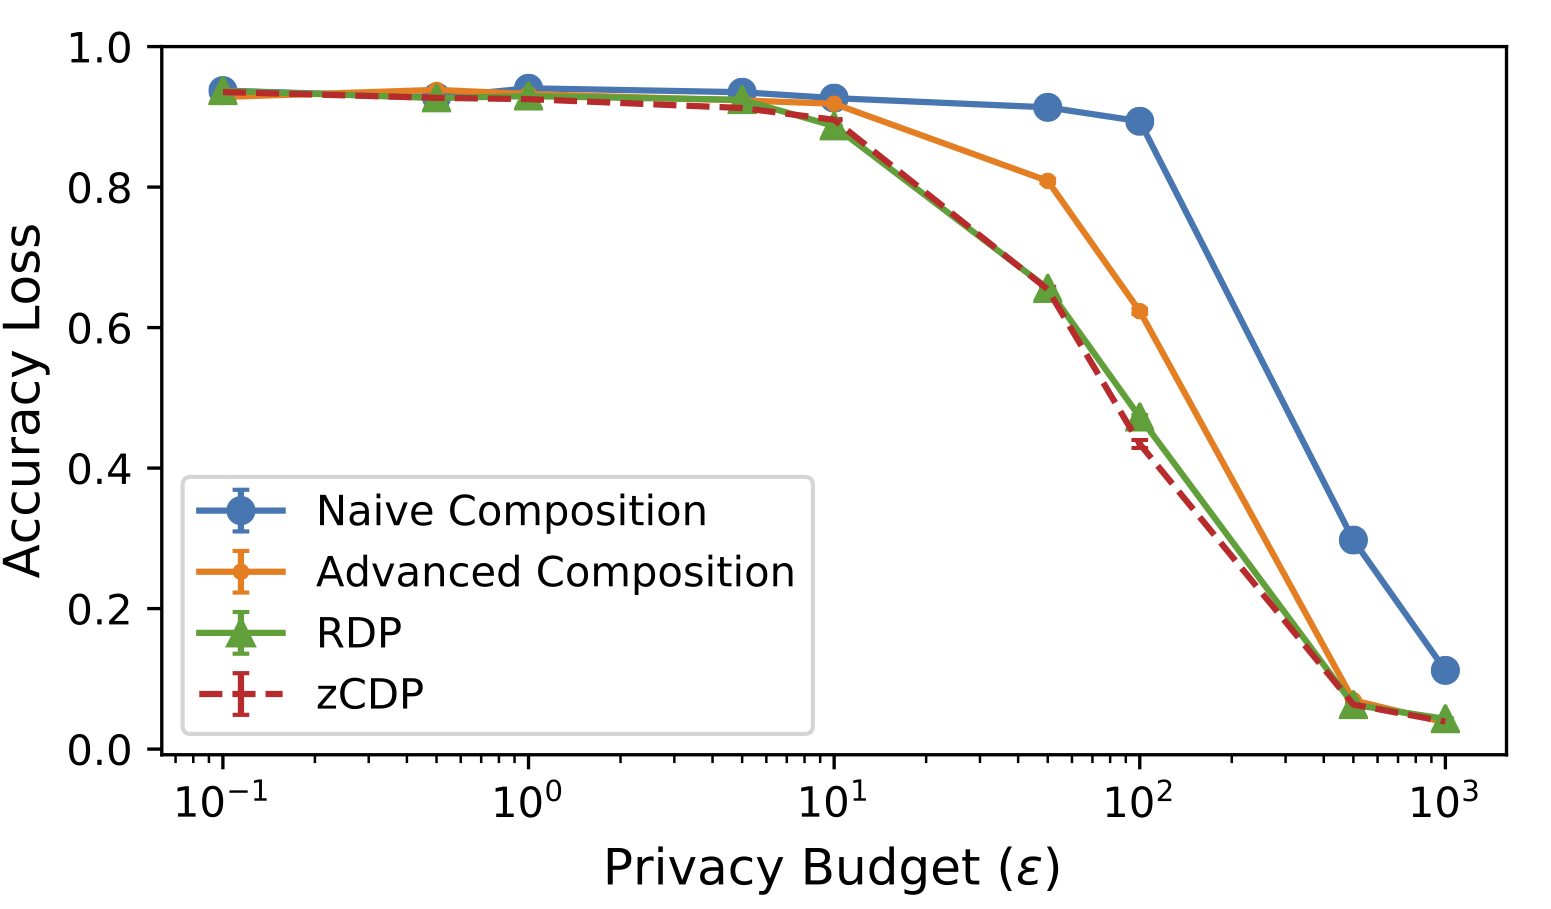 1.0
0.8
0.6
0.4
0.2
0.0
Accuracy Loss
Naive Composition
Advanced Composition
RDP
zCDP
10⁻¹ 10⁰ 10¹ 10² 10³
Privacy Budget (ε)